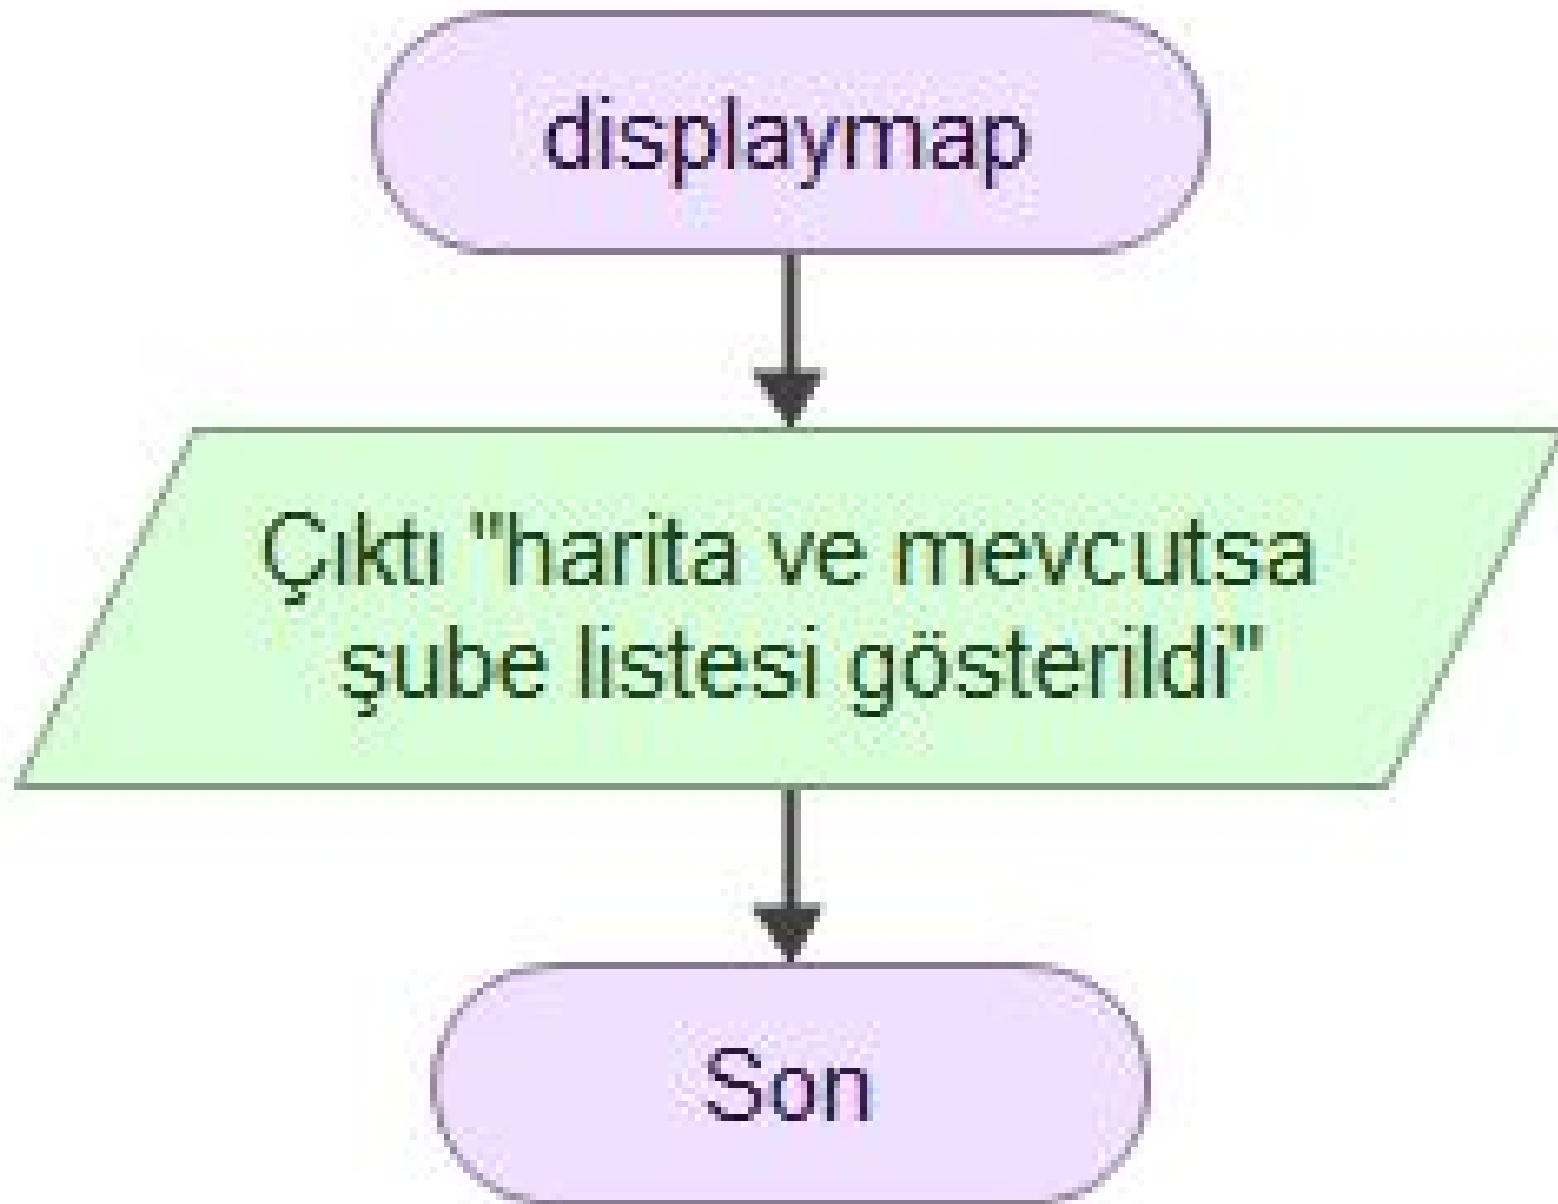 displaymap
Çıktı "harita ve mevcutsa
şube listesi gösterildi"
Son